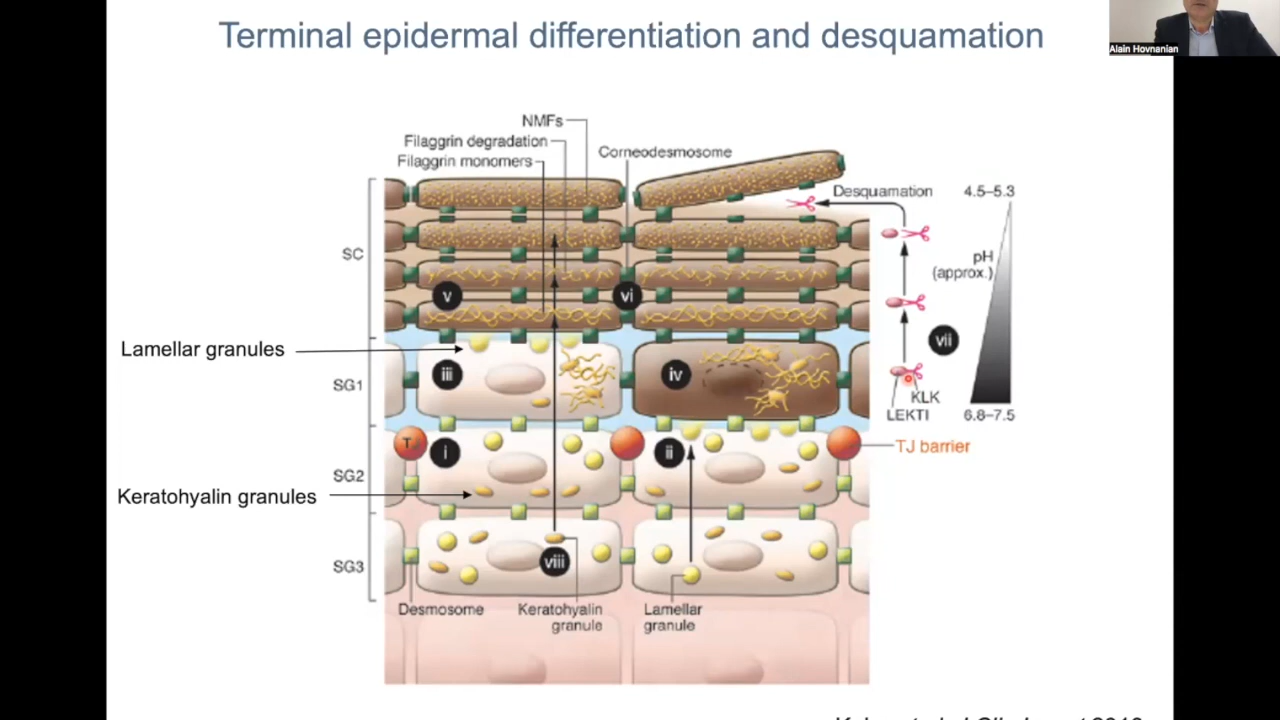 Terminal epidermal differentiation and desquamation
Alain Hovnanian
NMFs
Filaggrin degradation
Filaggrin monomers
Corneodesmosome
Desquamation
4.5–5.3
SC
pH
(approx.)
v
vi
vii
Lamellar granules
SG1
iii
iv
KLK
LEKTI
6.8–7.5
T
i
ii
TJ barrier
SG2
Keratohyalin granules
SG3
viii
Desmosome
Keratohyalin
granule
Lamellar
granule